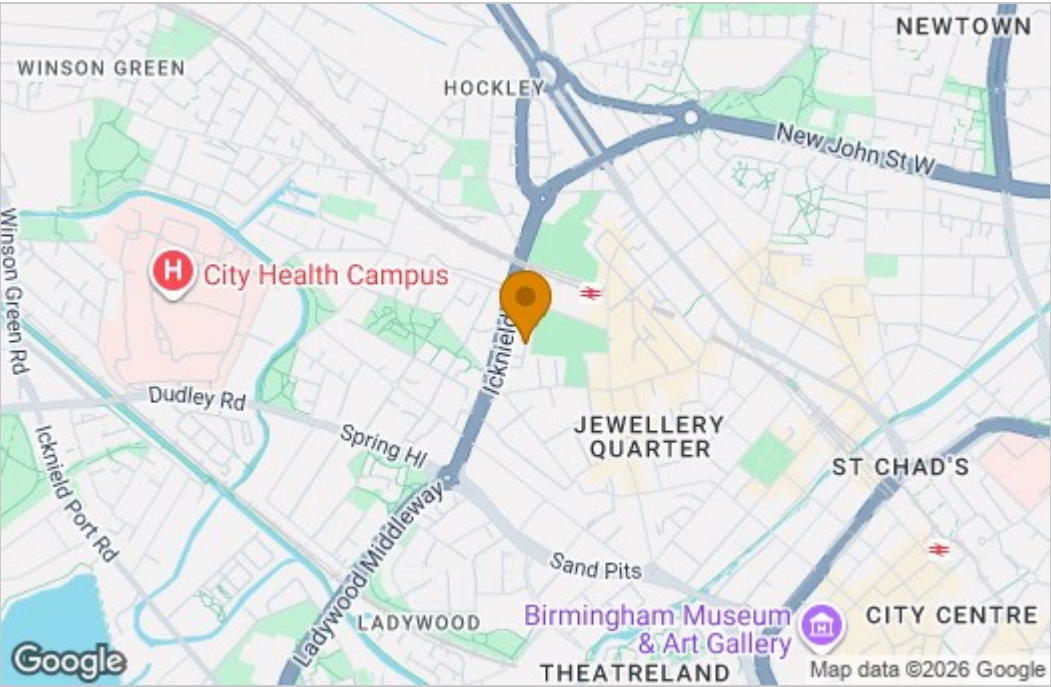 NEWTOWN
WINSON GREEN
HOCKLEY
New John St W
Winson Green Rd
H
City Health Campus
Icknield
Dudley Rd
JEWELLERY
QUARTER
Spring Hl
ST CHAD'S
Icknield Port Rd
Ladywood Middleway
Sand Pits
Birmingham Museum
& Art Gallery
CITY CENTRE
LADYWOOD
THEATRELAND
Google
Map data ©2026 Google